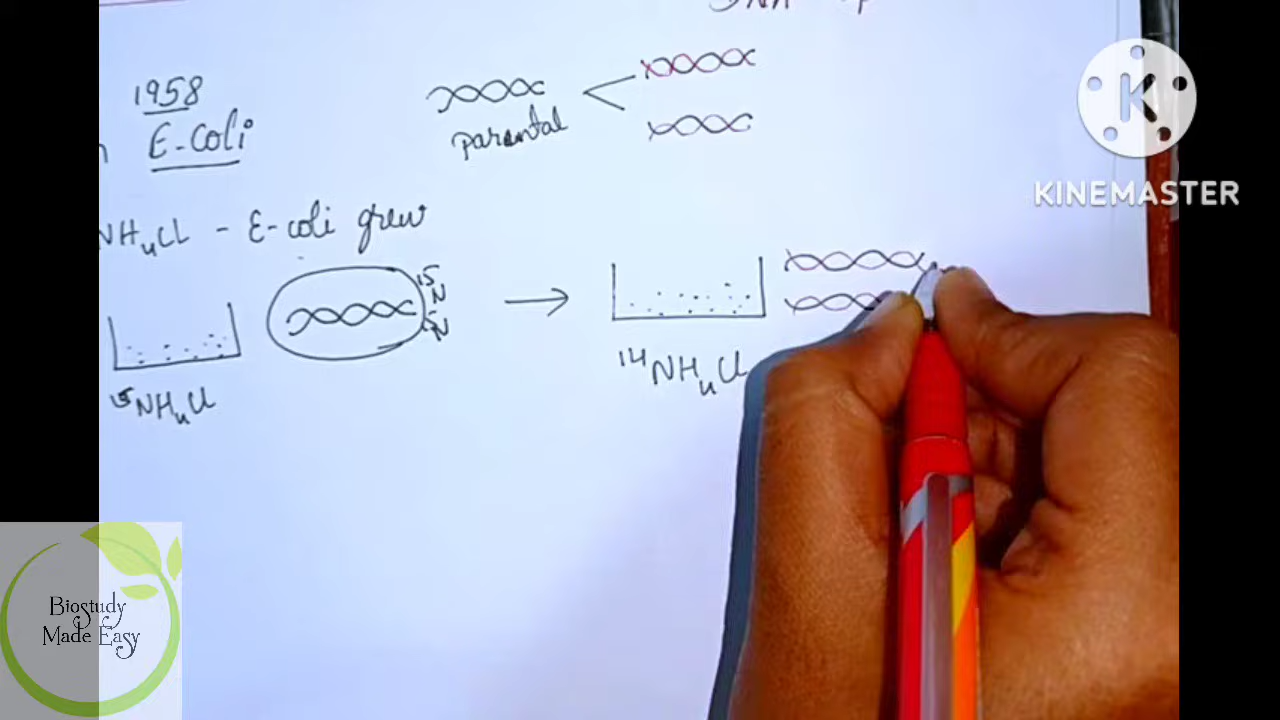 1958
E-Coli
parental
NH4Cl - E-coli grew
15N
15N
15NH4Cl
14NH4Cl
K
KINEMASTER
Biostudy
Made Easy